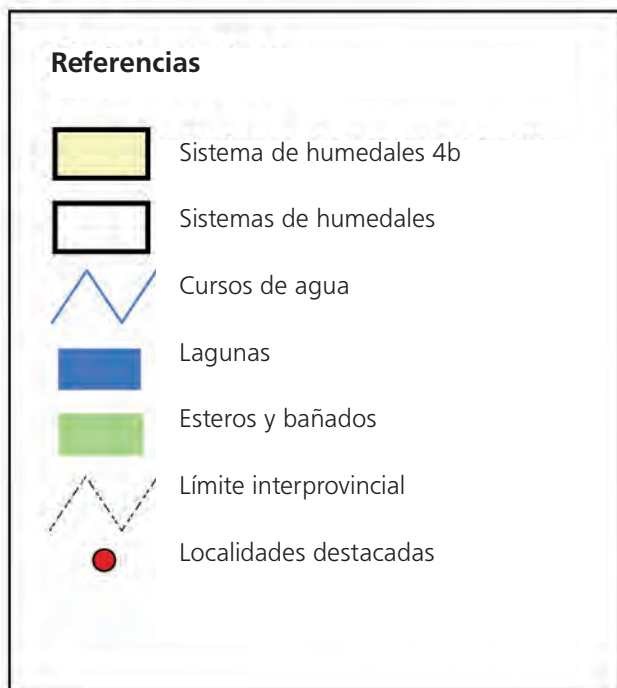 Referencias
Sistema de humedales 4b
Sistemas de humedales
Cursos de agua
Lagunas
Esteros y bañados
Límite interprovincial
Localidades destacadas